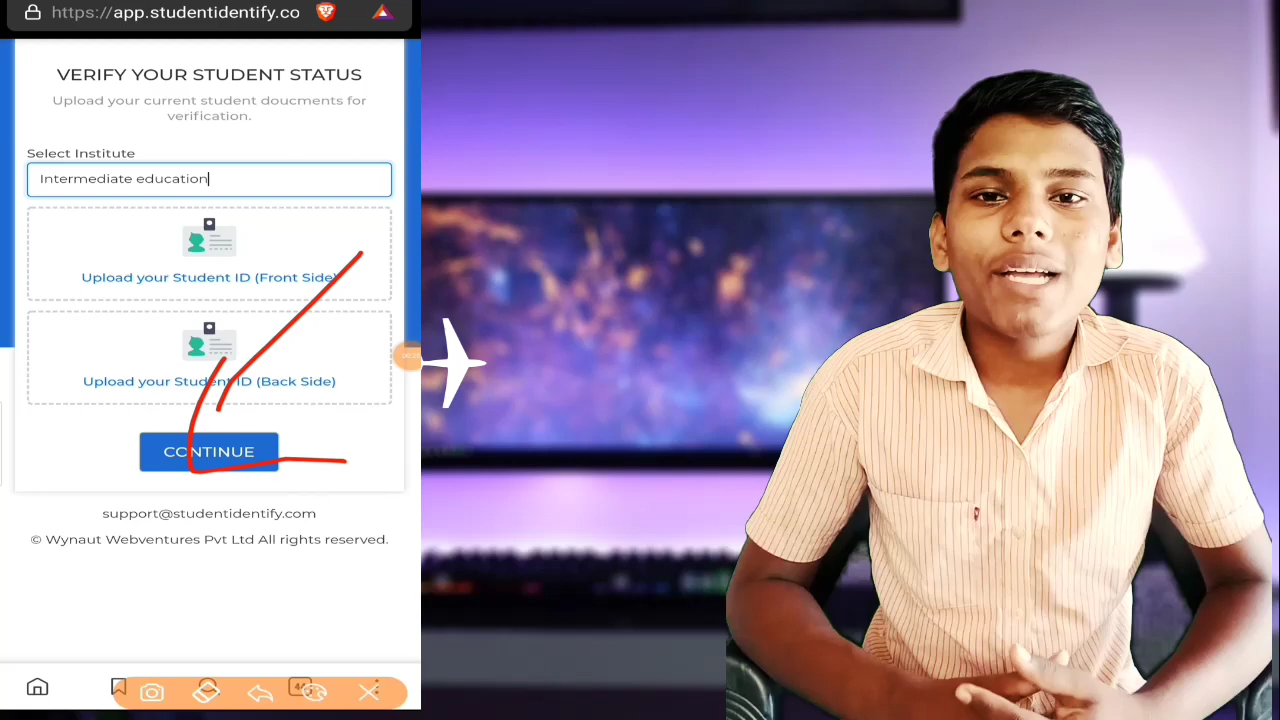 https://app.studentidentify.co
VERIFY YOUR STUDENT STATUS
Upload your current student doucments for
verification.
Select Institute
Intermediate education
Upload your Student ID (Front Side)
Upload your Student ID (Back Side)
CONTINUE
support@studentidentify.com
© Wynaut Webventures Pvt Ltd All rights reserved.